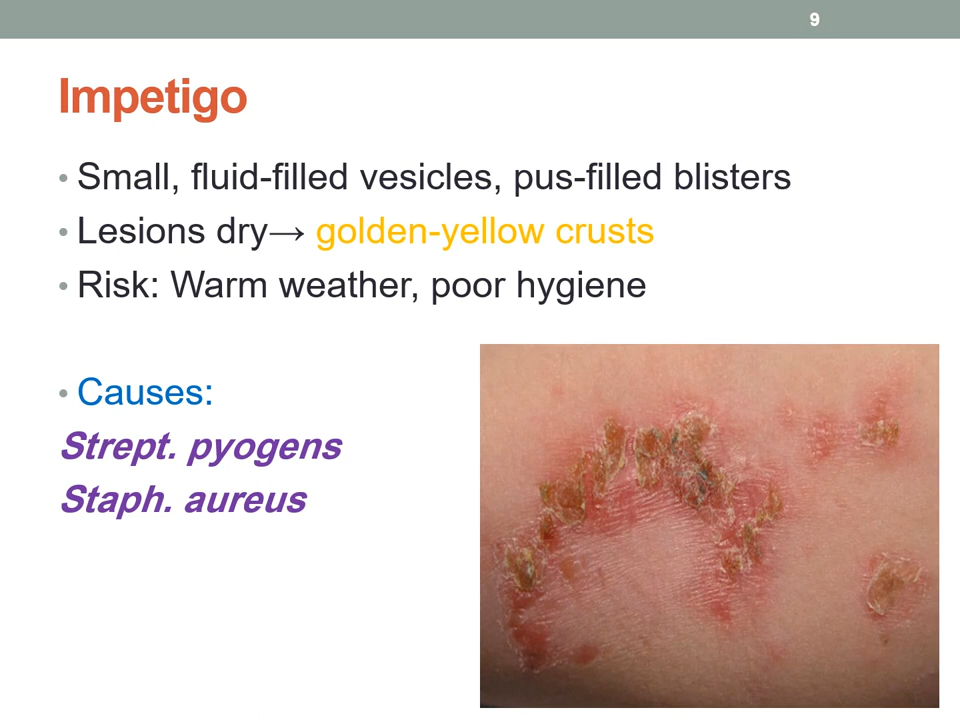 9
Impetigo
• Small, fluid-filled vesicles, pus-filled blisters
• Lesions dry→ golden-yellow crusts
• Risk: Warm weather, poor hygiene
• Causes:
Strept. pyogens
Staph. aureus